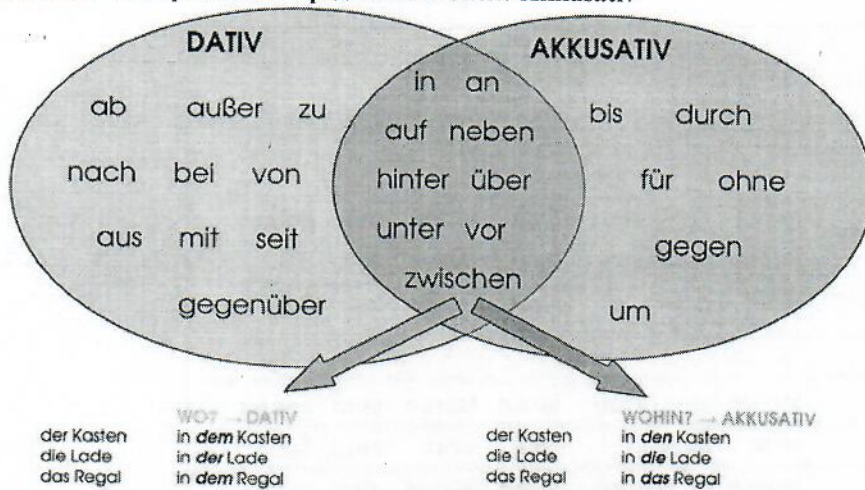 DATIV
AKKUSATIV
ab außer zu
nach bei von
aus mit seit
gegenüber
in an
auf neben
hinter über
unter vor
zwischen
bis durch
für ohne
gegen
um
WO? → DATIV
der Kasten in dem Kasten
die Lade in der Lade
das Regal in dem Regal
WOHIN? → AKKUSATIV
der Kasten in den Kasten
die Lade in die Lade
das Regal in das Regal